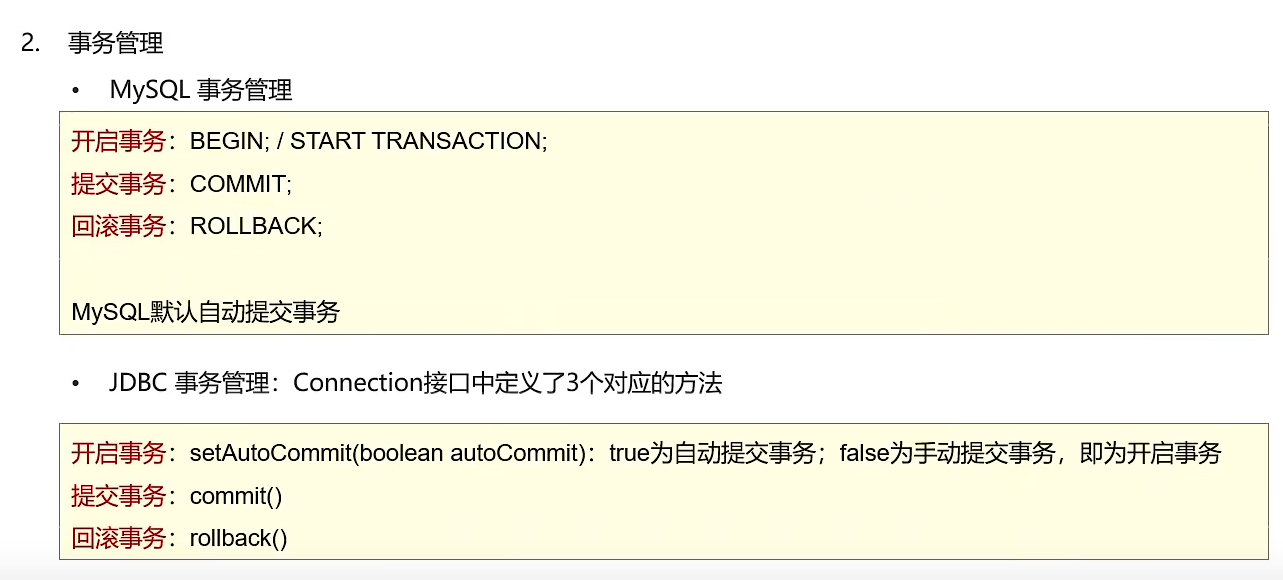 2. 事务管理
• MySQL 事务管理
开启事务：BEGIN; / START TRANSACTION;
提交事务：COMMIT;
回滚事务：ROLLBACK;
MySQL默认自动提交事务
• JDBC 事务管理：Connection接口中定义了3个对应的方法
开启事务：setAutoCommit(boolean autoCommit)：true为自动提交事务；false为手动提交事务，即为开启事务
提交事务：commit()
回滚事务：rollback()